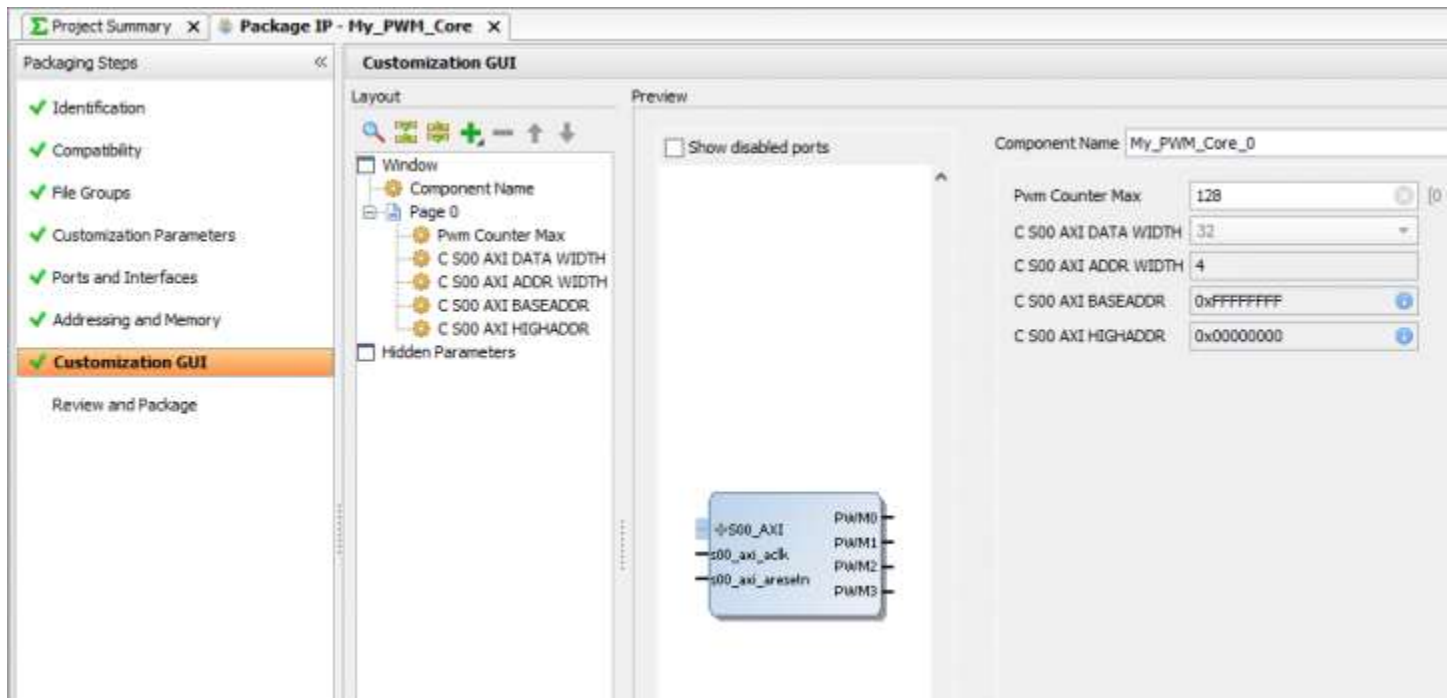 Project Summary X Package IP - My_PWM_Core X
Packaging Steps «
Identification
Compatibility
File Groups
Customization Parameters
Ports and Interfaces
Addressing and Memory
Customization GUI
Review and Package
Customization GUI
Layout
Window
Component Name
Page 0
Pwm Counter Max
C S00 AXI DATA WIDTH
C S00 AXI ADDR WIDTH
C S00 AXI BASEADDR
C S00 AXI HIGHADDR
Hidden Parameters
Preview
Show disabled ports
S00_AXI
s00_axi_aclk
s00_axi_aresetn
PWM0
PWM1
PWM2
PWM3
Component Name My_PWM_Core_0
Pwm Counter Max 128 [0
C S00 AXI DATA WIDTH 32
C S00 AXI ADDR WIDTH 4
C S00 AXI BASEADDR 0xFFFFFFFF
C S00 AXI HIGHADDR 0x00000000